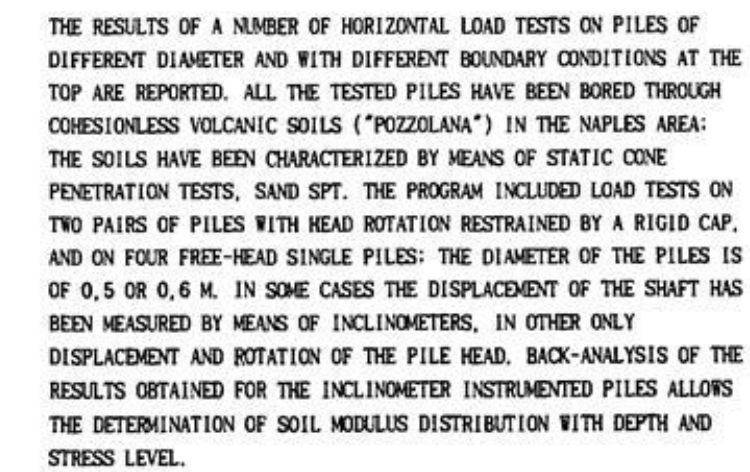 THE RESULTS OF A NUMBER OF HORIZONTAL LOAD TESTS ON PILES OF
DIFFERENT DIAMETER AND WITH DIFFERENT BOUNDARY CONDITIONS AT THE
TOP ARE REPORTED. ALL THE TESTED PILES HAVE BEEN BORED THROUGH
COHESIONLESS VOLCANIC SOILS ("POZZOLANA") IN THE NAPLES AREA;
THE SOILS HAVE BEEN CHARACTERIZED BY MEANS OF STATIC CONE
PENETRATION TESTS, SAND SPT. THE PROGRAM INCLUDED LOAD TESTS ON
TWO PAIRS OF PILES WITH HEAD ROTATION RESTRAINED BY A RIGID CAP,
AND ON FOUR FREE-HEAD SINGLE PILES; THE DIAMETER OF THE PILES IS
OF 0,5 OR 0,6 M. IN SOME CASES THE DISPLACEMENT OF THE SHAFT HAS
BEEN MEASURED BY MEANS OF INCLINOMETERS, IN OTHER ONLY
DISPLACEMENT AND ROTATION OF THE PILE HEAD. BACK-ANALYSIS OF THE
RESULTS OBTAINED FOR THE INCLINOMETER INSTRUMENTED PILES ALLOWS
THE DETERMINATION OF SOIL MODULUS DISTRIBUTION WITH DEPTH AND
STRESS LEVEL.